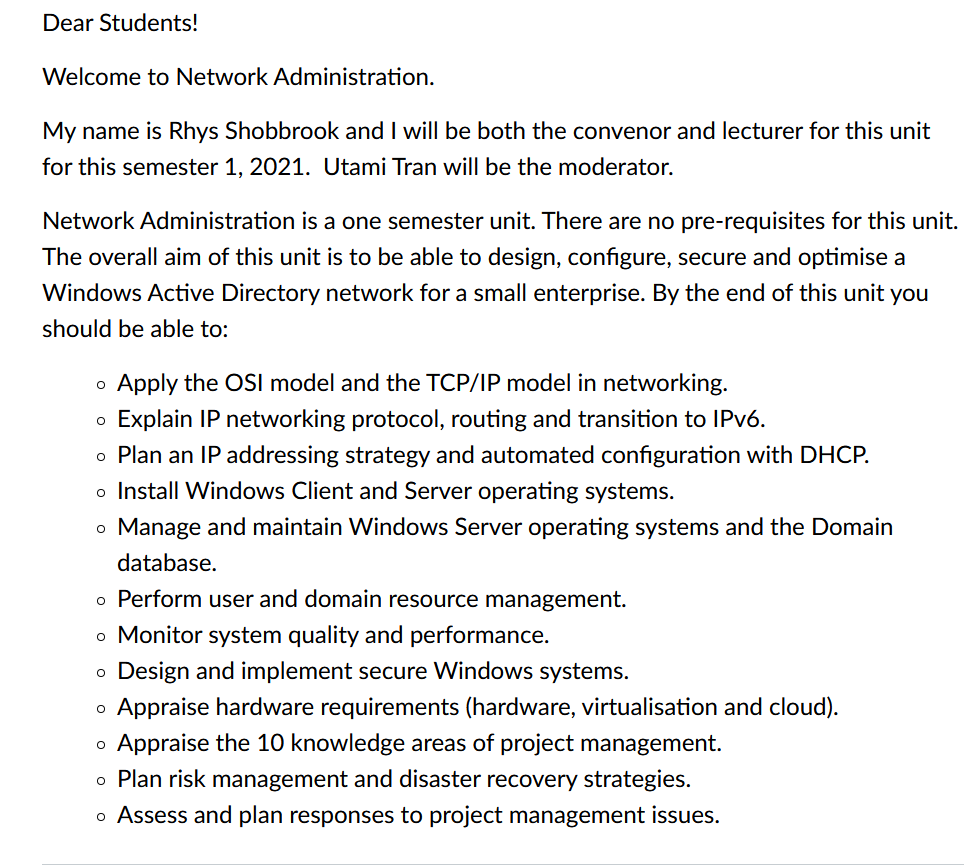 Dear Students!
Welcome to Network Administration.
My name is Rhys Shobbrook and I will be both the convenor and lecturer for this unit
for this semester 1, 2021.  Utami Tran will be the moderator.
Network Administration is a one semester unit. There are no pre-requisites for this unit.
The overall aim of this unit is to be able to design, configure, secure and optimise a
Windows Active Directory network for a small enterprise. By the end of this unit you
should be able to:
◦ Apply the OSI model and the TCP/IP model in networking.
◦ Explain IP networking protocol, routing and transition to IPv6.
◦ Plan an IP addressing strategy and automated configuration with DHCP.
◦ Install Windows Client and Server operating systems.
◦ Manage and maintain Windows Server operating systems and the Domain
database.
◦ Perform user and domain resource management.
◦ Monitor system quality and performance.
◦ Design and implement secure Windows systems.
◦ Appraise hardware requirements (hardware, virtualisation and cloud).
◦ Appraise the 10 knowledge areas of project management.
◦ Plan risk management and disaster recovery strategies.
◦ Assess and plan responses to project management issues.